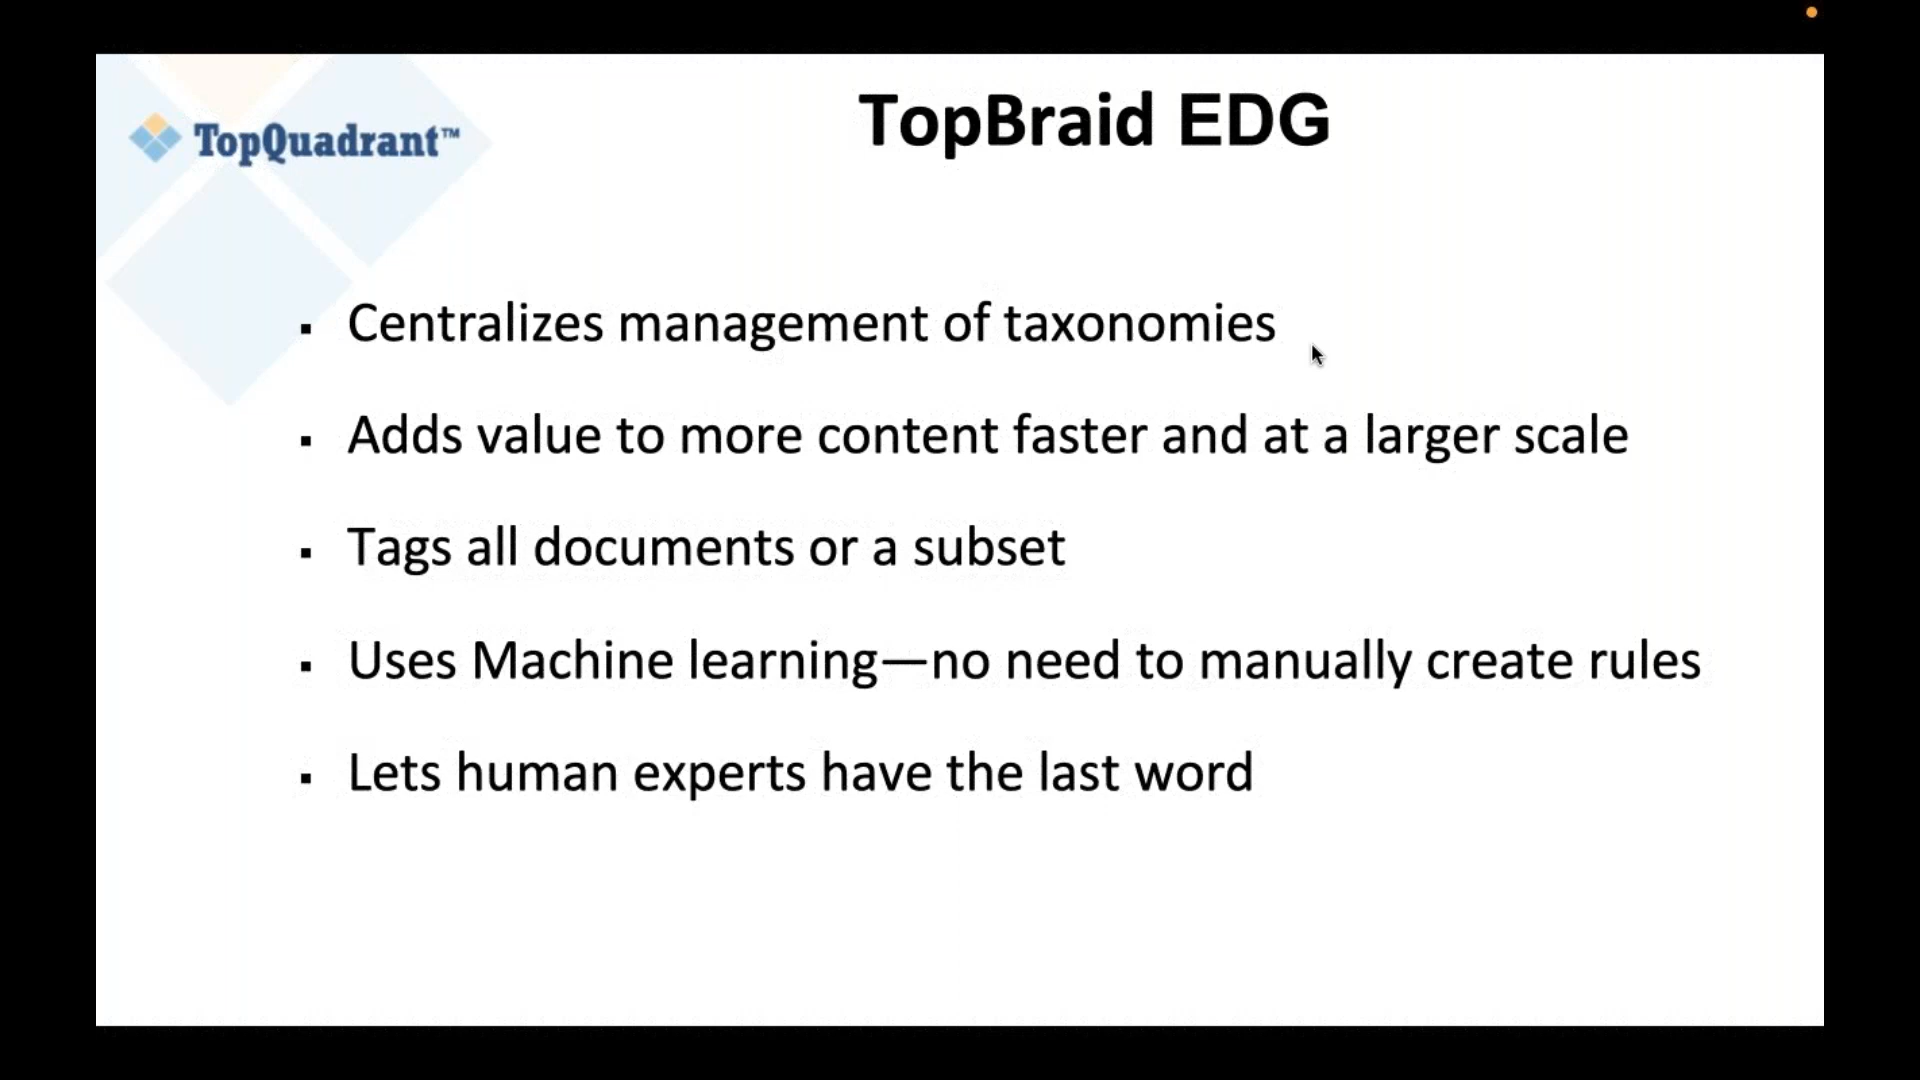 TopQuadrant™
TopBraid EDG
▪ Centralizes management of taxonomies
▪ Adds value to more content faster and at a larger scale
▪ Tags all documents or a subset
▪ Uses Machine learning—no need to manually create rules
▪ Lets human experts have the last word